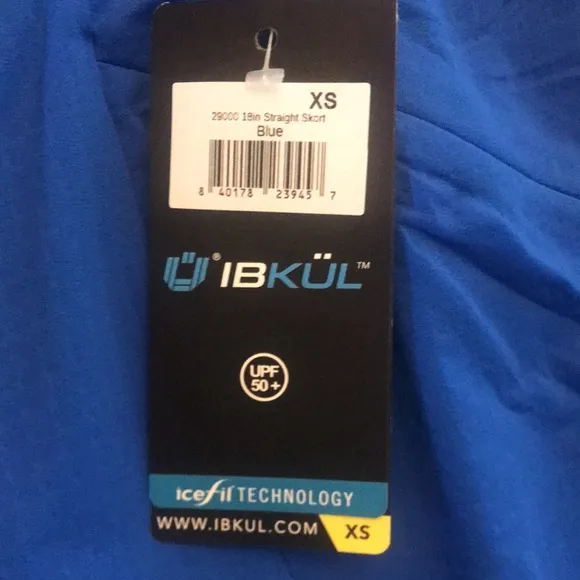 XS
29000 18in Straight Skort
Blue
8 40178 23945 7
® IBKÜL™
UPF
50+
icefil TECHNOLOGY
WWW.IBKUL.COM XS